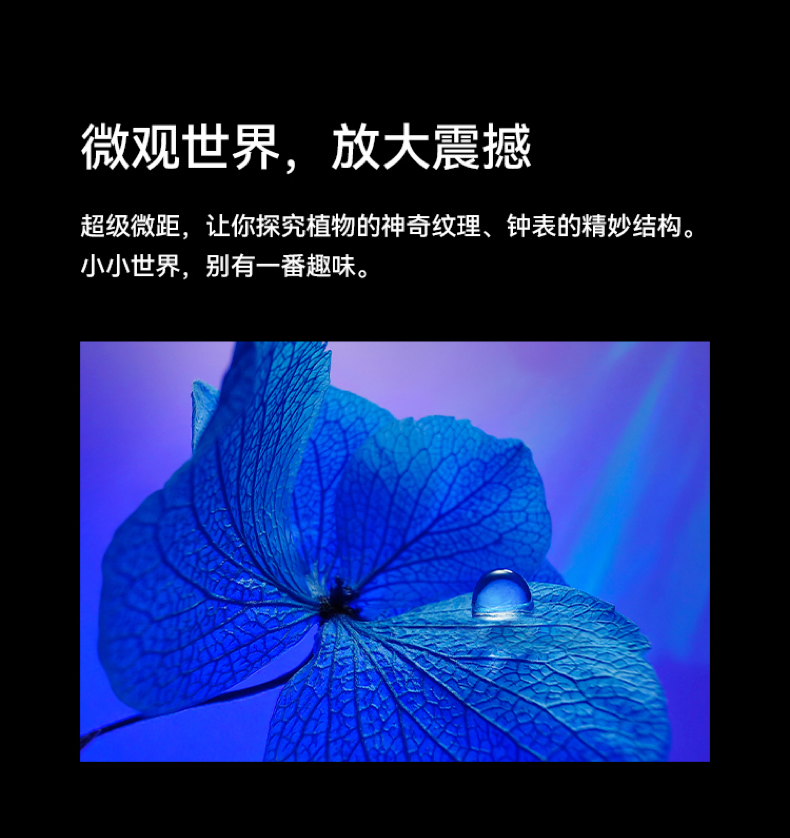 微观世界，放大震撼
超级微距，让你探究植物的神奇纹理、钟表的精妙结构。
小小世界，别有一番趣味。